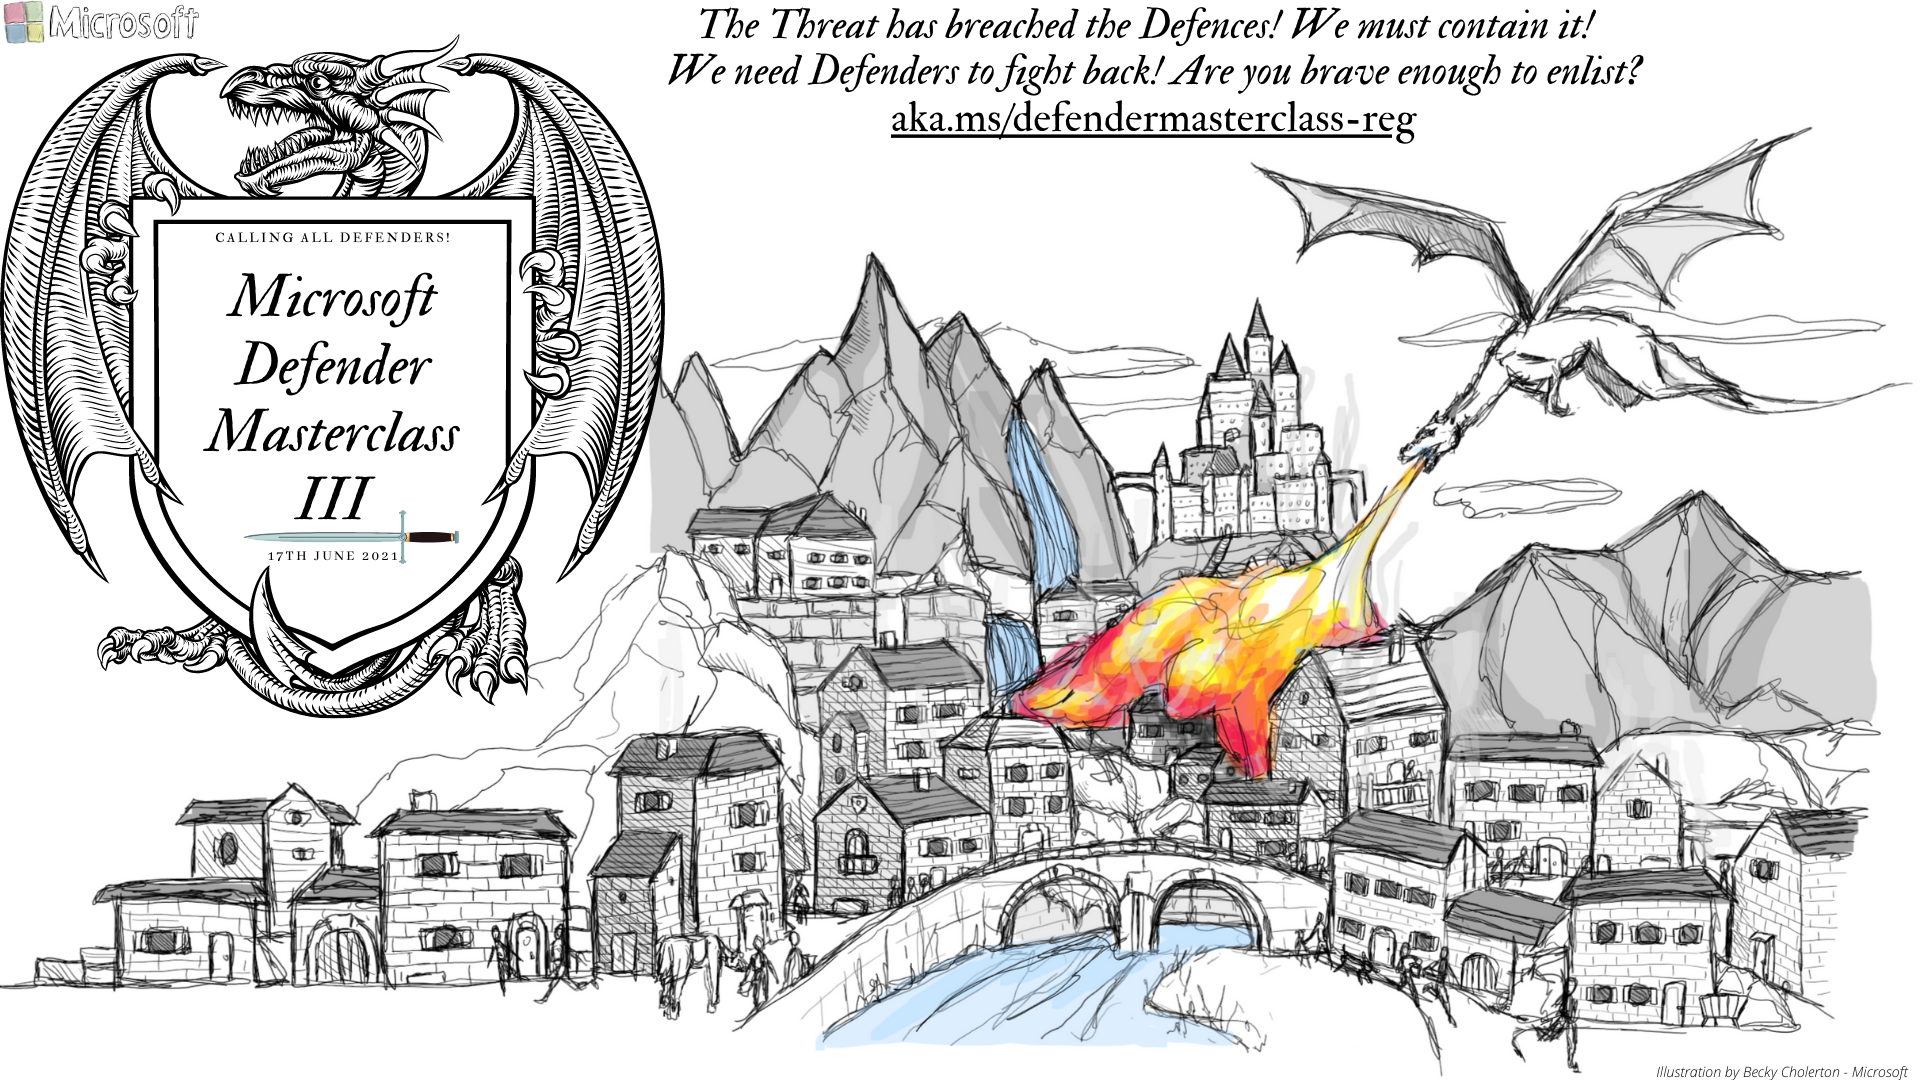 Microsoft
The Threat has breached the Defences! We must contain it!
We need Defenders to fight back! Are you brave enough to enlist?
aka.ms/defendermasterclass-reg
CALLING ALL DEFENDERS!
Microsoft
Defender
Masterclass
III
17TH JUNE 2021
Illustration by Becky Cholerton - Microsoft